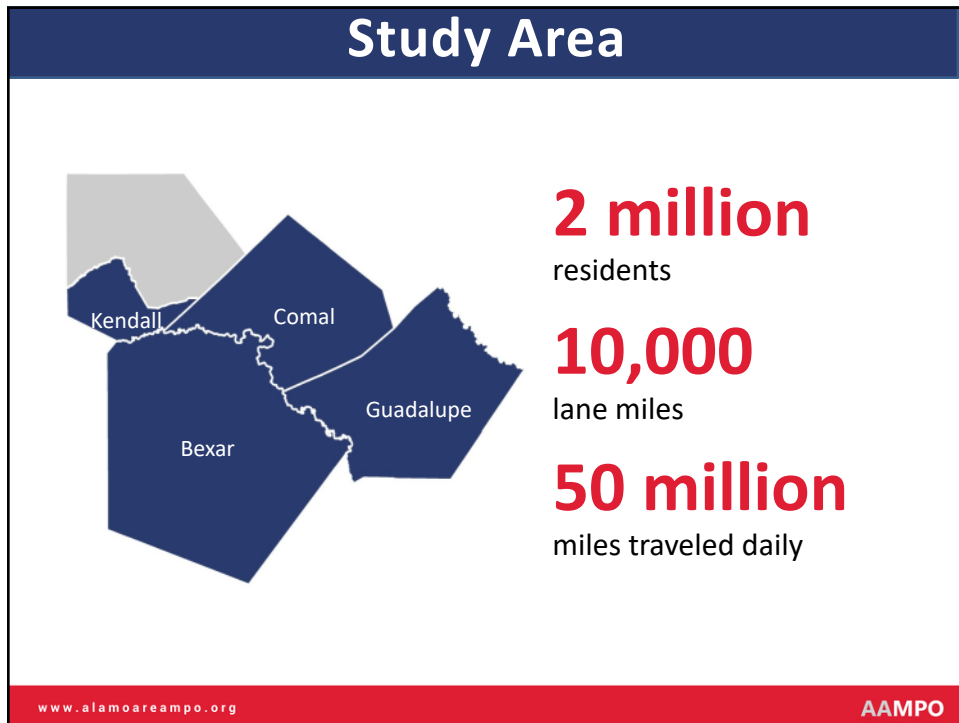 Study Area
Kendall
Comal
Guadalupe
Bexar
2 million
residents
10,000
lane miles
50 million
miles traveled daily
www.alamoareampo.org
AAMPO